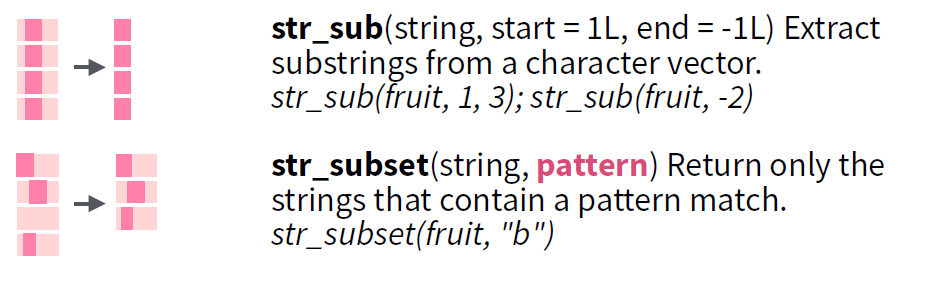 str_sub(string, start = 1L, end = -1L) Extract
substrings from a character vector.
str_sub(fruit, 1, 3); str_sub(fruit, -2)
str_subset(string, pattern) Return only the
strings that contain a pattern match.
str_subset(fruit, "b")